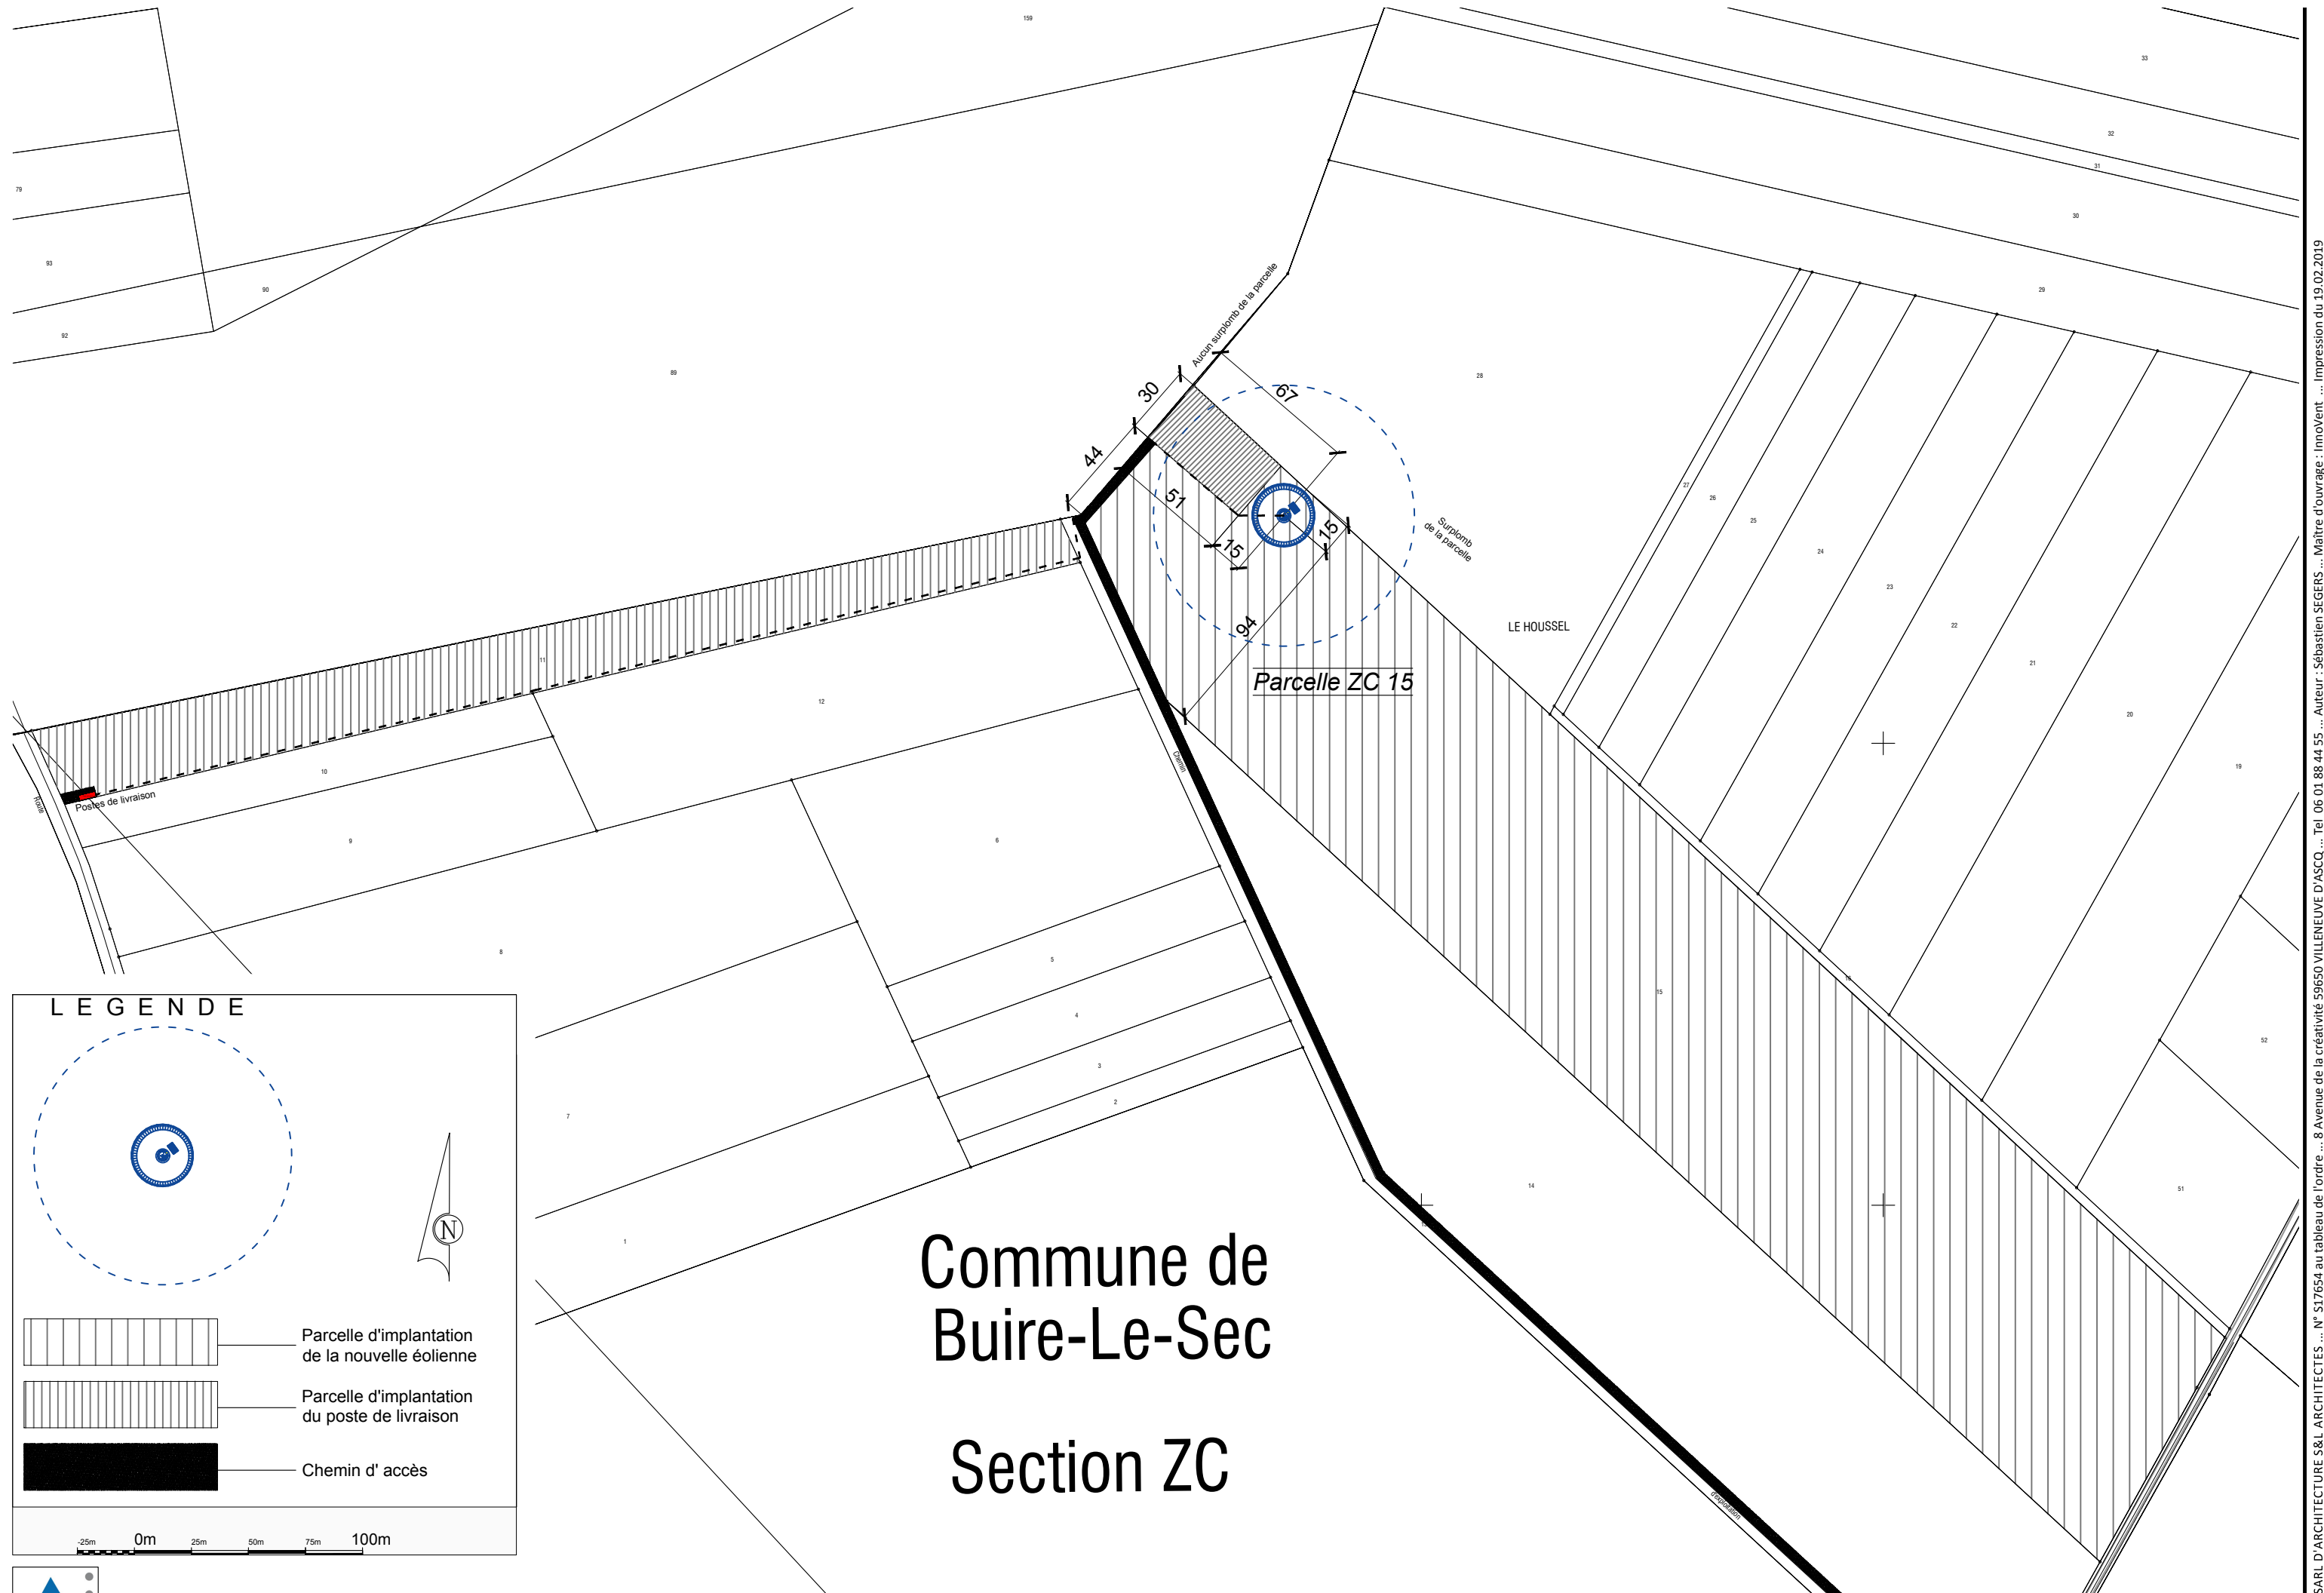 159
33
32
31
30
29
79
93
90
92
89
28
Aucun surplomb de la parcelle
30
67
44
51
15
15
94
Surplomb
de la parcelle
27
26
25
24
23
22
21
20
19
LE HOUSSEL
Parcelle ZC 15
11
12
10
9
Postes de livraison
Route
Chemin
6
8
5
4
3
2
7
1
15
16
52
51
14
d'exploitation
Commune de
Buire-Le-Sec
Section ZC
LEGENDE
N
Parcelle d'implantation
de la nouvelle éolienne
Parcelle d'implantation
du poste de livraison
Chemin d' accès
-25m 0m 25m 50m 75m 100m
SARL D'ARCHITECTURE S&L ARCHITECTES ... N° S17654 au tableau de l'ordre ... 8 Avenue de la créativité 59650 VILLENEUVE D'ASCQ ... Tel 06 01 88 44 55 ... Auteur : Sébastien SEGERS ... Maître d'ouvrage : InnoVent ... Impression du 19.02.2019